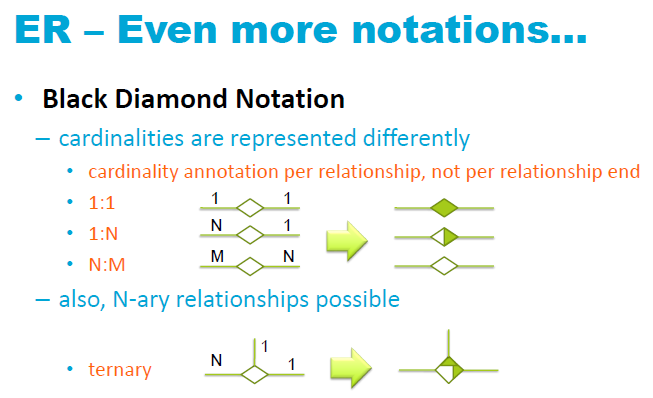 ER – Even more notations...
• Black Diamond Notation
– cardinalities are represented differently
• cardinality annotation per relationship, not per relationship end
• 1:1 1 1
• 1:N N 1
• N:M M N
– also, N-ary relationships possible
• ternary N 1 1